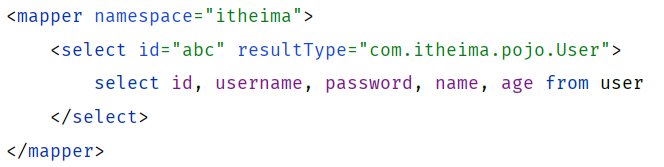 <mapper namespace="itheima">
    <select id="abc" resultType="com.itheima.pojo.User">
        select id, username, password, name, age from user
    </select>
</mapper>